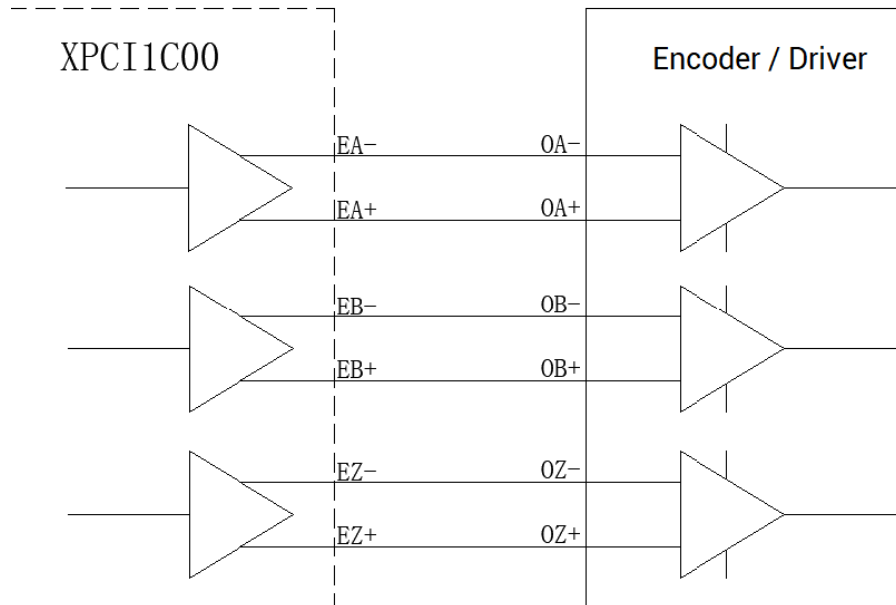 XPCI1C00
Encoder / Driver
EA-
OA-
EA+
OA+
EB-
OB-
EB+
OB+
EZ-
OZ-
EZ+
OZ+